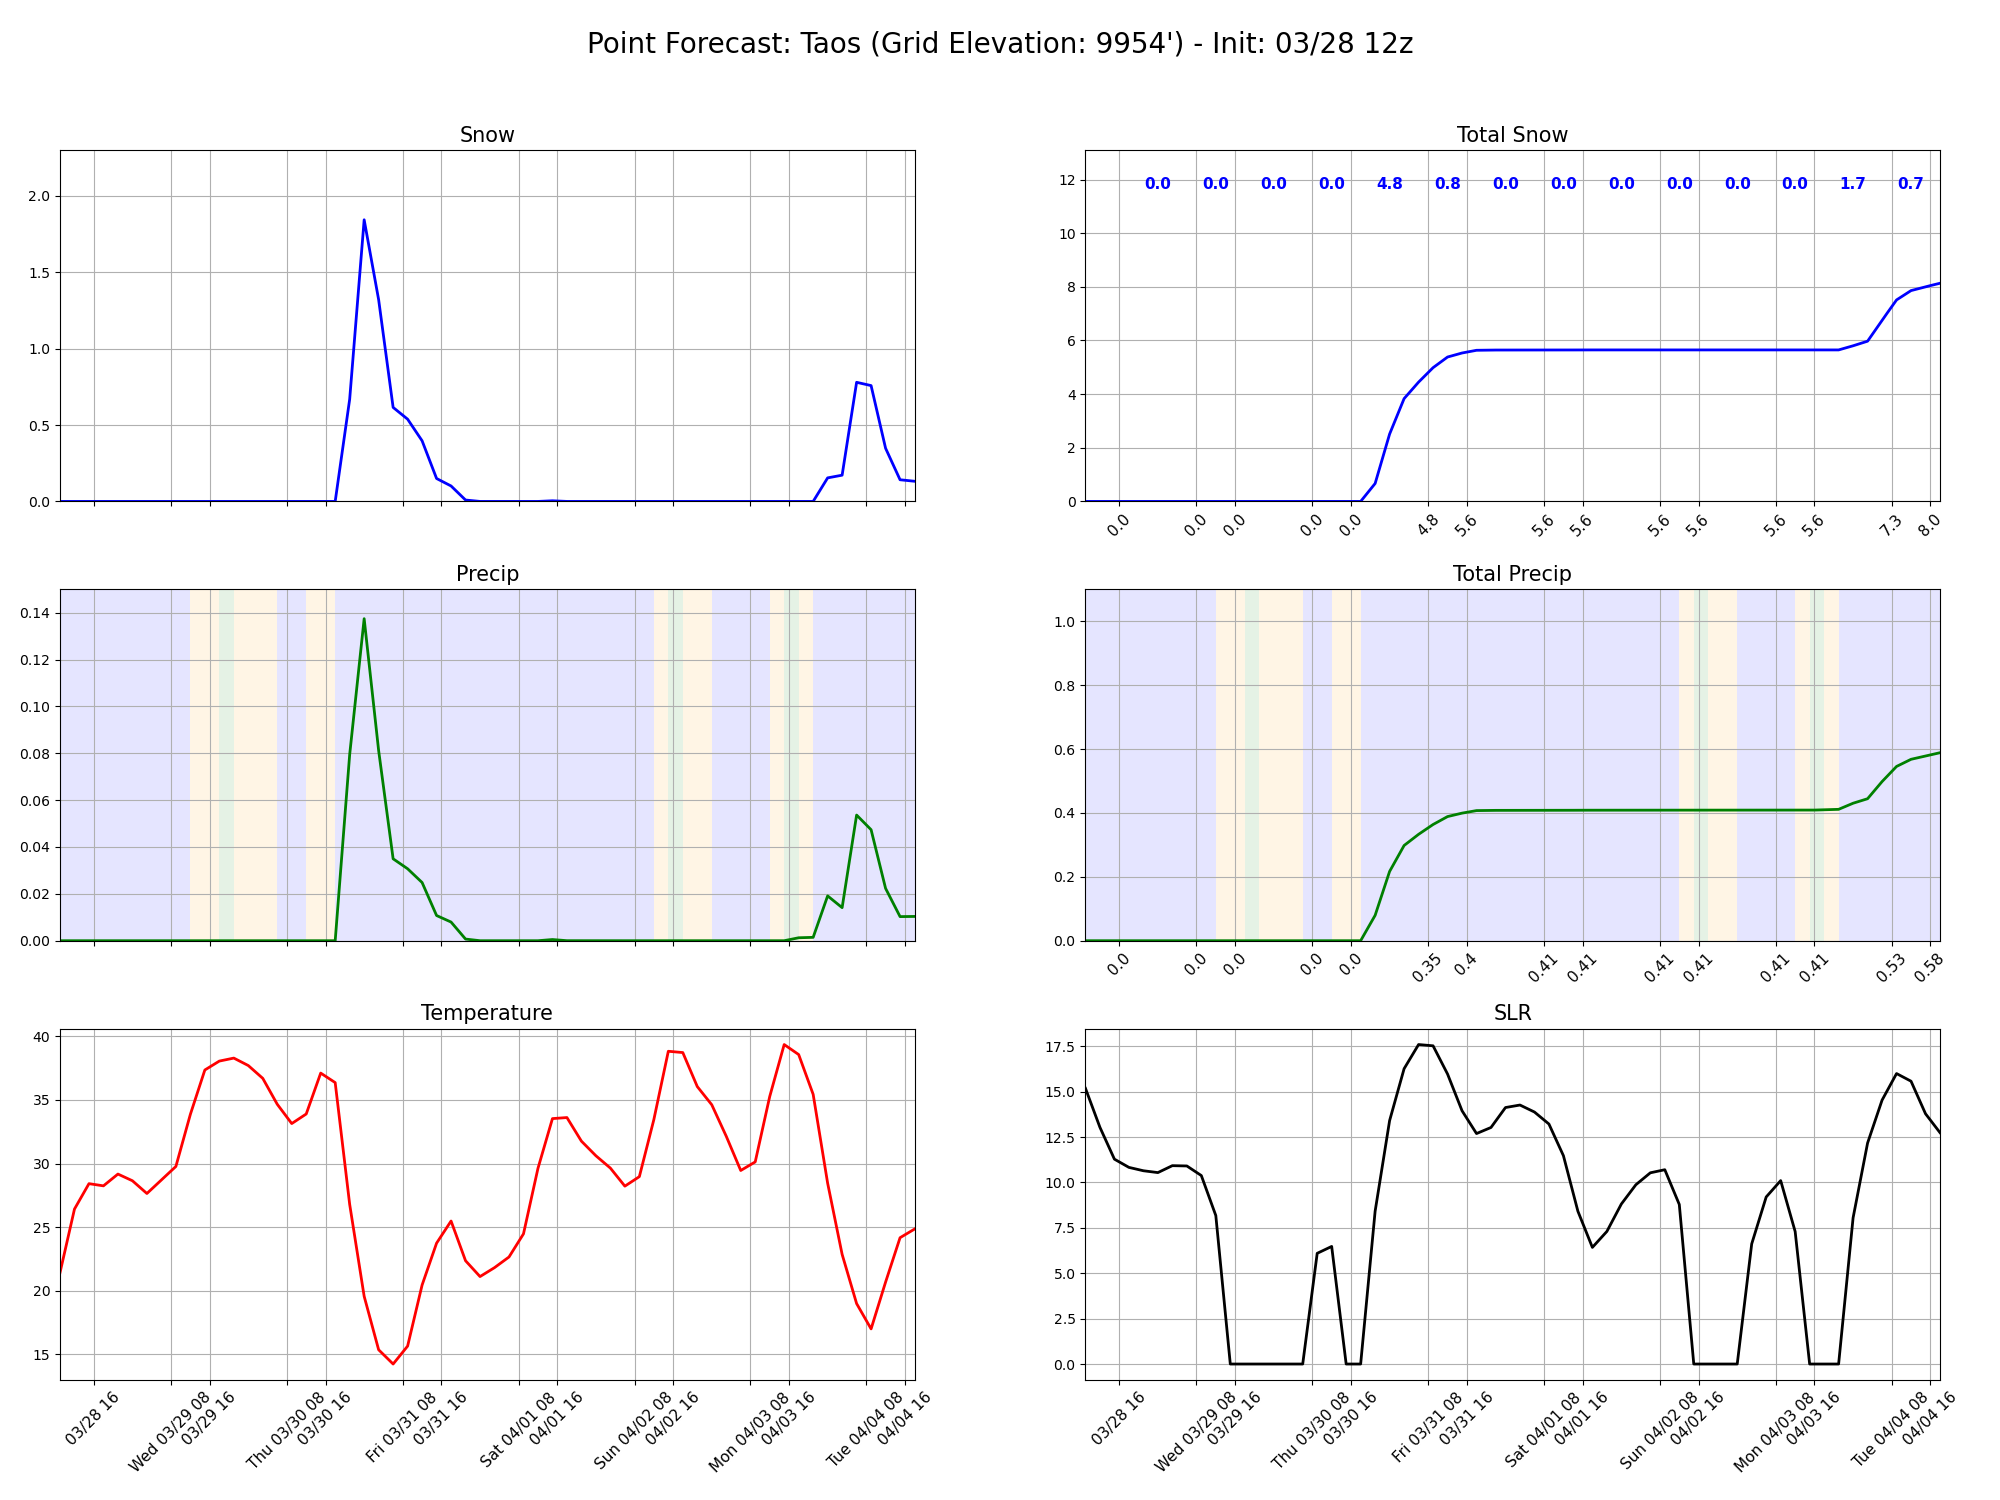 Point Forecast: Taos (Grid Elevation: 9954') - Init: 03/28 12z
Snow
2.0
1.5
1.0
0.5
0.0
Total Snow
12
10
8
6
4
2
0
0.0 0.0 0.0 0.0 4.8 0.8 0.0 0.0 0.0 0.0 0.0 0.0 1.7 0.7
0.0 0.0 0.0 0.0 0.0 4.8 5.6 5.6 5.6 5.6 5.6 5.6 5.6 7.3 8.0
Precip
0.14
0.12
0.10
0.08
0.06
0.04
0.02
0.00
Total Precip
1.0
0.8
0.6
0.4
0.2
0.0
0.0 0.0 0.0 0.0 0.0 0.35 0.4 0.41 0.41 0.41 0.41 0.41 0.41 0.53 0.58
Temperature
40
35
30
25
20
15
03/28 16
Wed 03/29 08
03/29 16
Thu 03/30 08
03/30 16
Fri 03/31 08
03/31 16
Sat 04/01 08
04/01 16
Sun 04/02 08
04/02 16
Mon 04/03 08
04/03 16
Tue 04/04 08
04/04 16
SLR
17.5
15.0
12.5
10.0
7.5
5.0
2.5
0.0
03/28 16
Wed 03/29 08
03/29 16
Thu 03/30 08
03/30 16
Fri 03/31 08
03/31 16
Sat 04/01 08
04/01 16
Sun 04/02 08
04/02 16
Mon 04/03 08
04/03 16
Tue 04/04 08
04/04 16